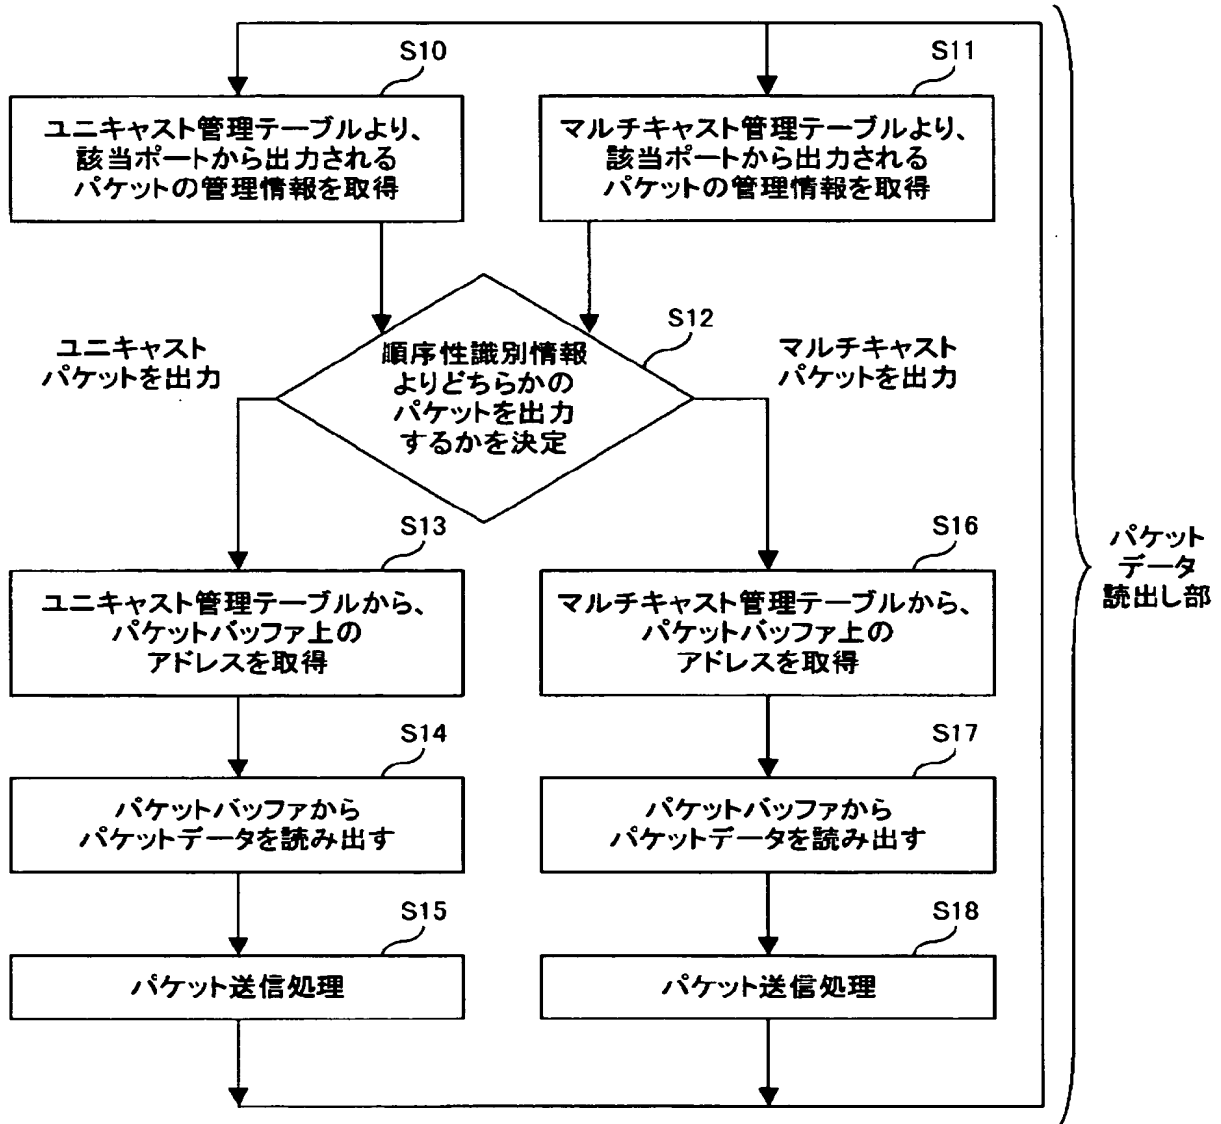 S10
ユニキャスト管理テーブルより、
該当ポートから出力される
パケットの管理情報を取得
S11
マルチキャスト管理テーブルより、
該当ポートから出力される
パケットの管理情報を取得
S12
順序性識別情報
よりどちらかの
パケットを出力
するかを決定
ユニキャスト
パケットを出力
マルチキャスト
パケットを出力
S13
ユニキャスト管理テーブルから、
パケットバッファ上の
アドレスを取得
S16
マルチキャスト管理テーブルから、
パケットバッファ上の
アドレスを取得
S14
パケットバッファから
パケットデータを読み出す
S17
パケットバッファから
パケットデータを読み出す
S15
パケット送信処理
S18
パケット送信処理
パケット
データ
読出し部